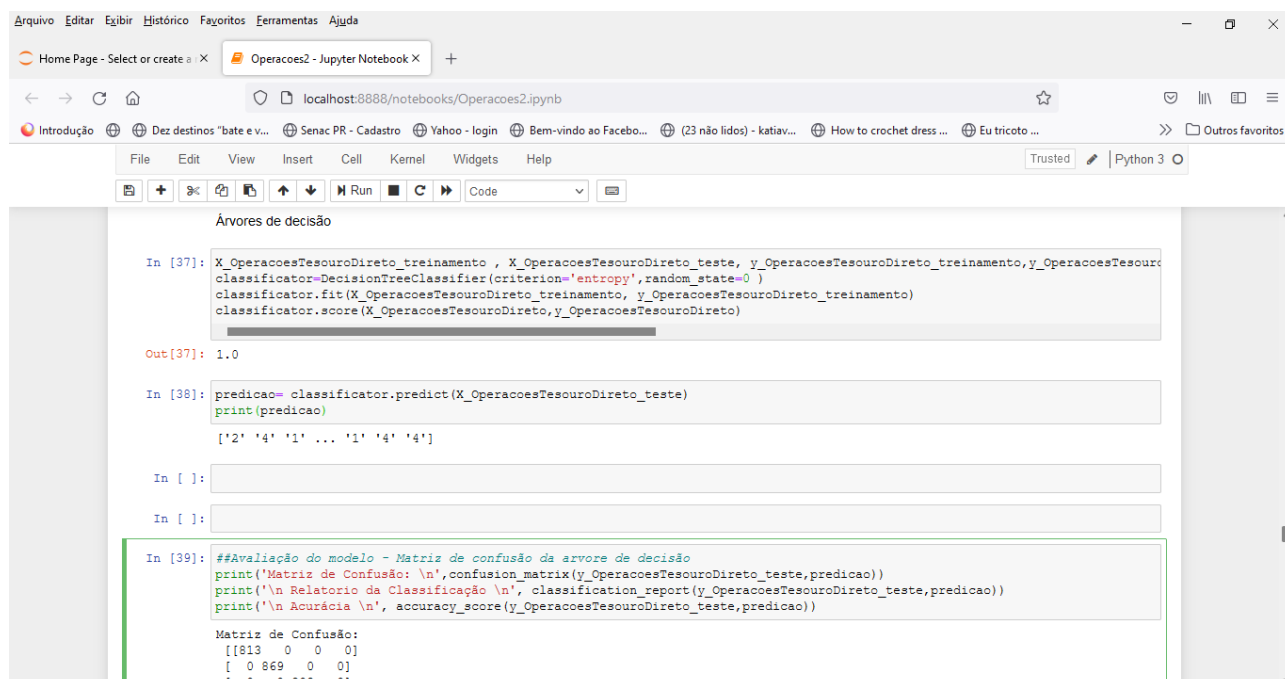 Arquivo Editar Exibir Histórico Favoritos Ferramentas Ajuda
Home Page - Select or create a
Operacoes2 - Jupyter Notebook
localhost:8888/notebooks/Operacoes2.ipynb
Introdução Dez destinos "bate e v... Senac PR - Cadastro Yahoo - login Bem-vindo ao Facebo... (23 não lidos) - katiav... How to crochet dress ... Eu tricoto ... Outros favoritos
File Edit View Insert Cell Kernel Widgets Help Trusted Python 3
Run Code
Árvores de decisão
In [37]: X_OperacoesTesouroDireto_treinamento , X_OperacoesTesouroDireto_teste, y_OperacoesTesouroDireto_treinamento,y_OperacoesTesouro
classificator=DecisionTreeClassifier(criterion='entropy',random_state=0 )
classificator.fit(X_OperacoesTesouroDireto_treinamento, y_OperacoesTesouroDireto_treinamento)
classificator.score(X_OperacoesTesouroDireto,y_OperacoesTesouroDireto)
Out[37]: 1.0
In [38]: predicao= classificator.predict(X_OperacoesTesouroDireto_teste)
print(predicao)
['2' '4' '1' ... '1' '4' '4']
In [ ]:
In [ ]:
In [39]: ##Avaliação do modelo - Matriz de confusão da arvore de decisão
print('Matriz de Confusão: \n',confusion_matrix(y_OperacoesTesouroDireto_teste,predicao))
print('\n Relatorio da Classificação \n', classification_report(y_OperacoesTesouroDireto_teste,predicao))
print('\n Acurácia \n', accuracy_score(y_OperacoesTesouroDireto_teste,predicao))
Matriz de Confusão:
[[813 0 0 0]
[ 0 869 0 0]